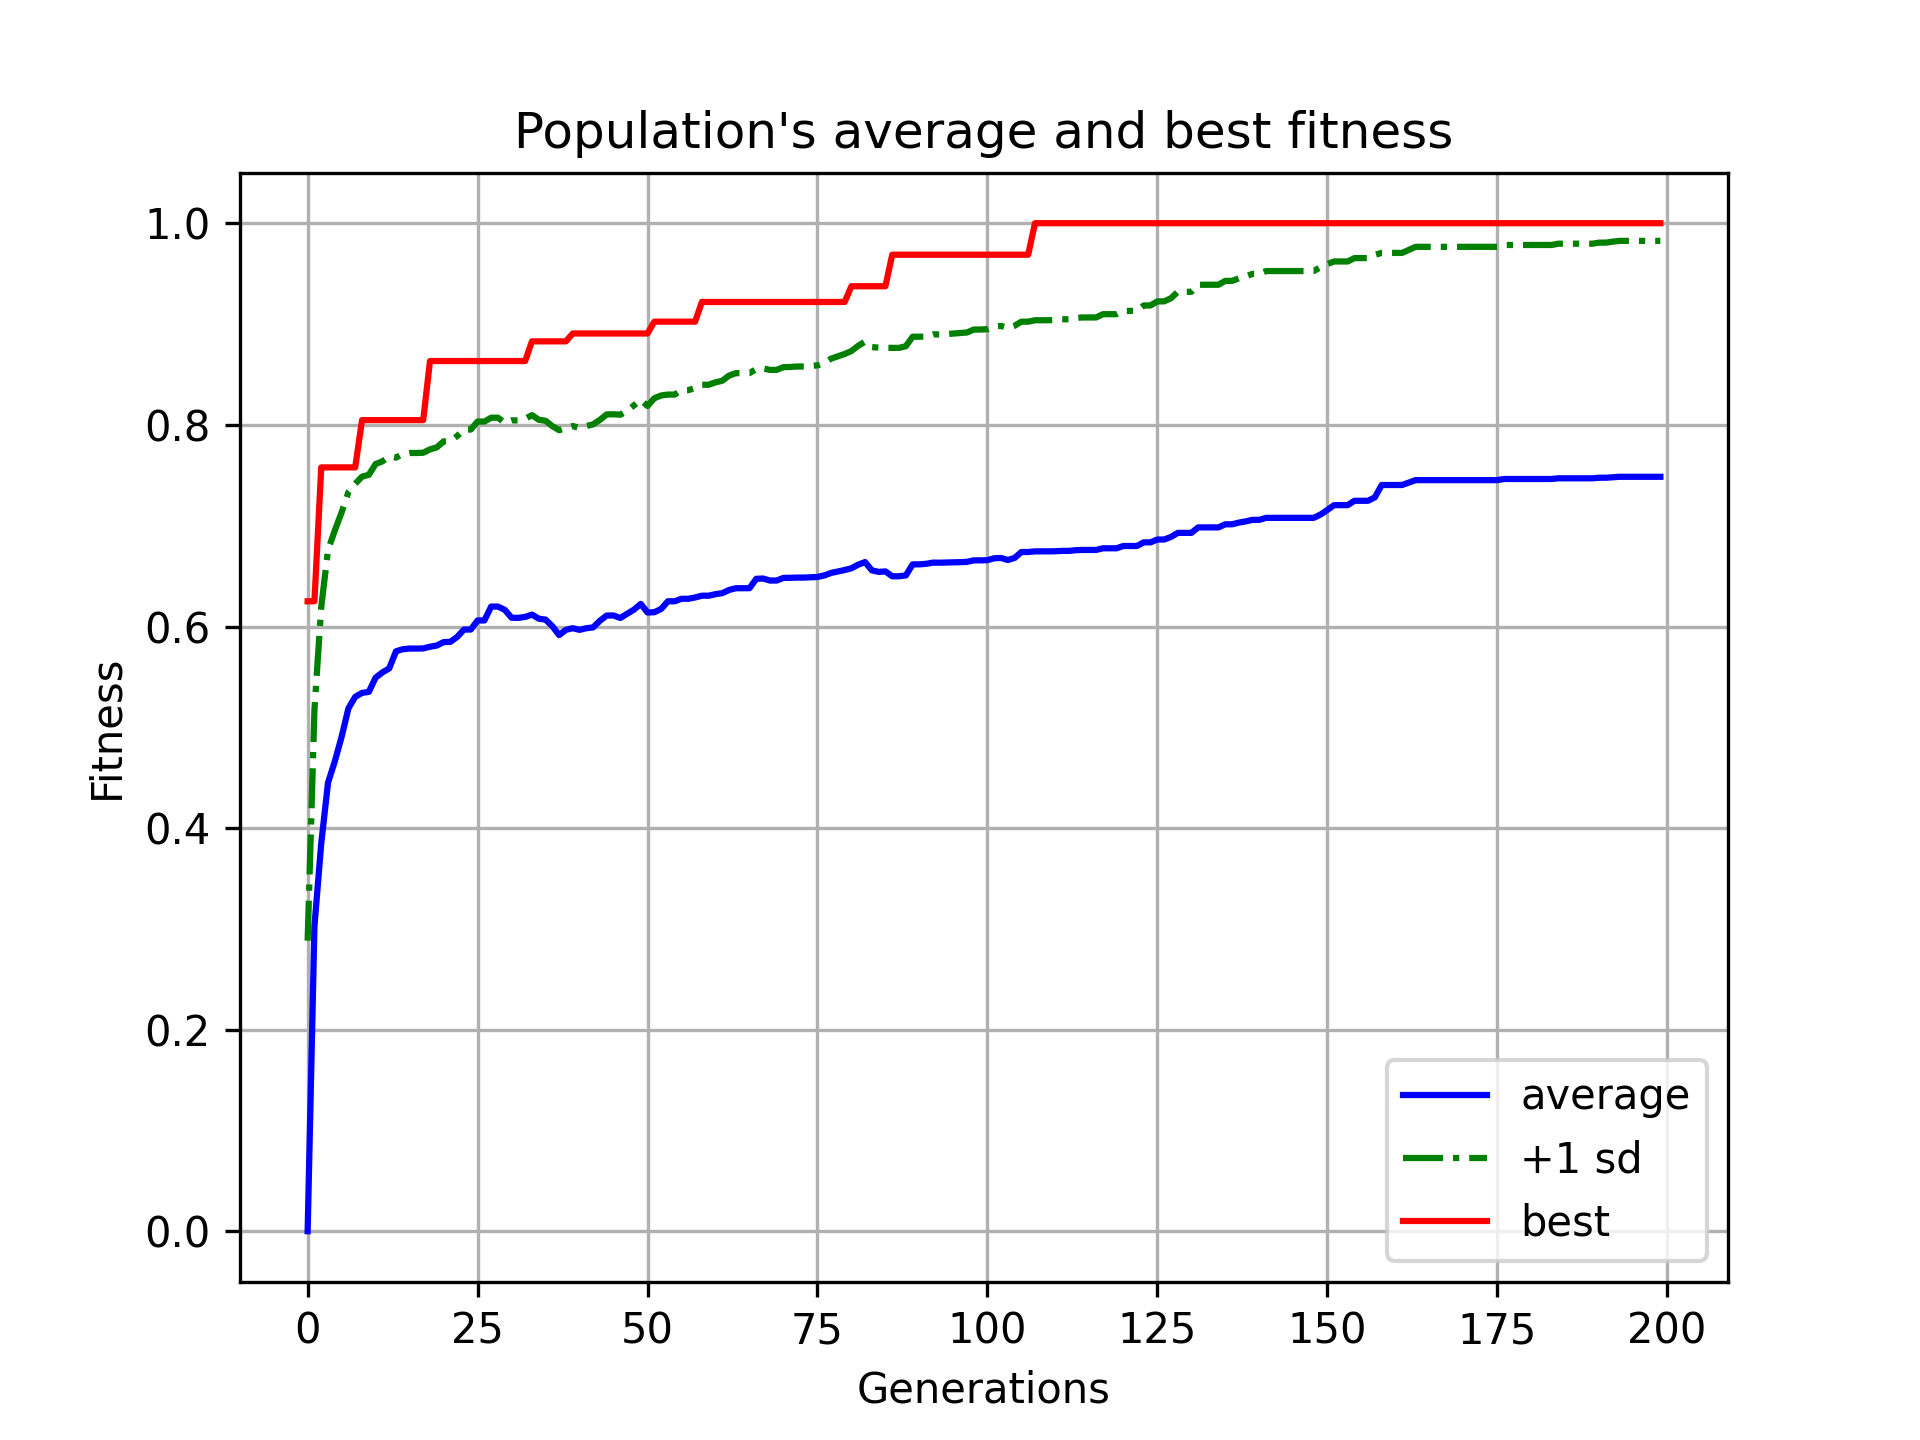 Population's average and best fitness
1.0
0.8
0.6
0.4
0.2
0.0
Fitness
average
+1 sd
best
0 25 50 75 100 125 150 175 200
Generations